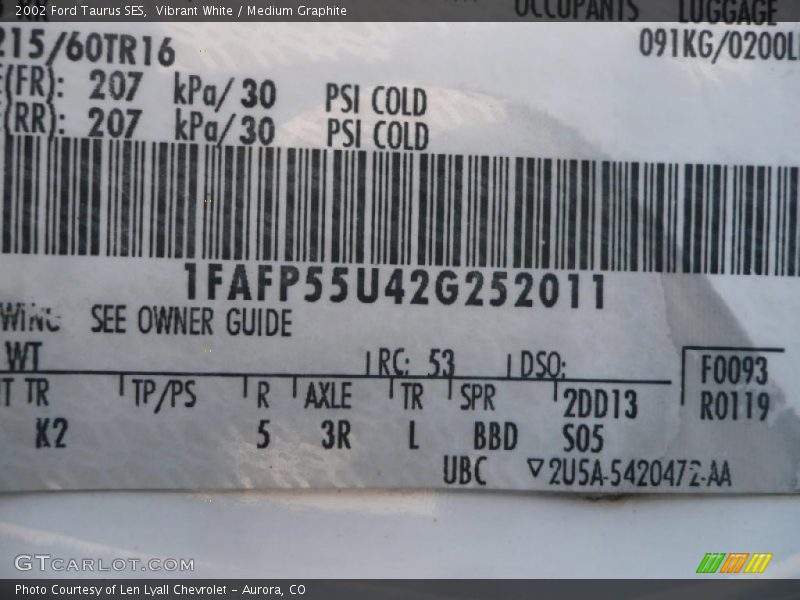 2002 Ford Taurus SES,  Vibrant White / Medium Graphite
OCCUPANTS LUGGAGE
215/60TR16 091KG/0200L
(FR): 207 kPa/30 PSI COLD
(RR): 207 kPa/30 PSI COLD
1FAFP55U42G252011
WING SEE OWNER GUIDE
WT RC: 53 DSO: F0093
TR TP/PS R AXLE TR SPR 2DD13 R0119
K2 5 3R L BBD S05
UBC ▽2U5A-5420472-AA
GTCARLOT.COM
Photo Courtesy of Len Lyall Chevrolet – Aurora, CO